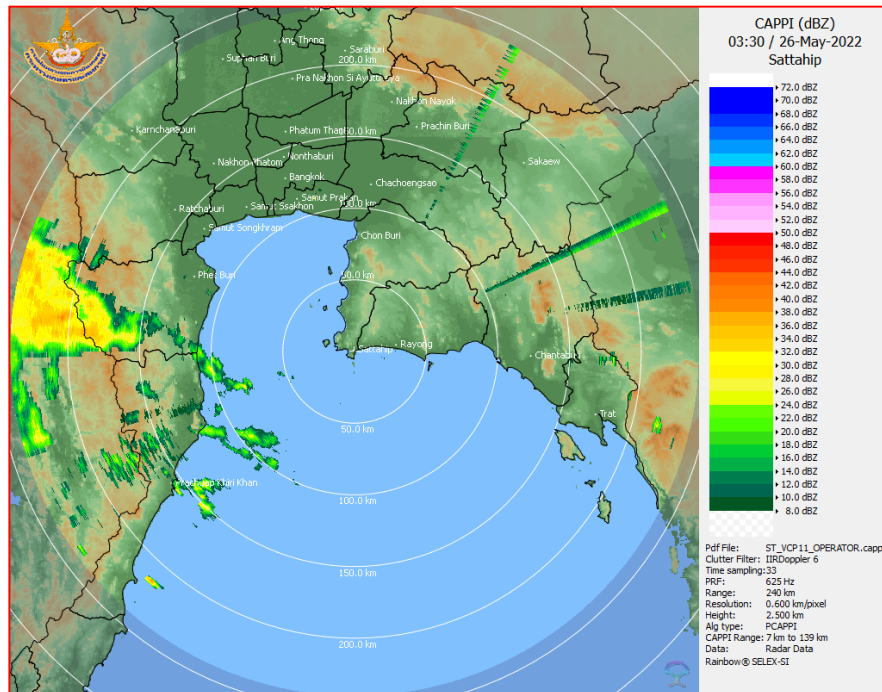 CAPPI (dBZ)
03:30 / 26-May-2022
Sattahip
72.0 dBZ
70.0 dBZ
68.0 dBZ
66.0 dBZ
64.0 dBZ
62.0 dBZ
60.0 dBZ
58.0 dBZ
56.0 dBZ
54.0 dBZ
52.0 dBZ
50.0 dBZ
48.0 dBZ
46.0 dBZ
44.0 dBZ
42.0 dBZ
40.0 dBZ
38.0 dBZ
36.0 dBZ
34.0 dBZ
32.0 dBZ
30.0 dBZ
28.0 dBZ
26.0 dBZ
24.0 dBZ
22.0 dBZ
20.0 dBZ
18.0 dBZ
16.0 dBZ
14.0 dBZ
12.0 dBZ
10.0 dBZ
8.0 dBZ
Pdf File: ST_VCP11_OPERATOR.capp
Clutter Filter: IIRDoppler 6
Time sampling:33
PRF: 625 Hz
Range: 240 km
Resolution: 0.600 km/pixel
Height: 2.500 km
Alg type: PCAPPI
CAPPI Range: 7 km to 139 km
Data: Radar Data
Rainbow® SELEX-SI
Ang Thong
Saraburi
Suphan Buri
200.0 km
Pra Nakhon Si Ayutthaya
Nakhon Nayok
Karnchanaburi
Phatum Thani
Prachin Buri
Nonthaburi
Nakhon Phatom
Sakaew
Bangkok
Chachoengsao
Samut Prakan
Ratchaburi
Samut Ssakhon
Samut Songkhram
Chon Buri
Phet Buri
50.0 km
Sattahip
Rayong
Chantaburi
Trat
50.0 km
Prachuap Khiri Khan
100.0 km
150.0 km
200.0 km